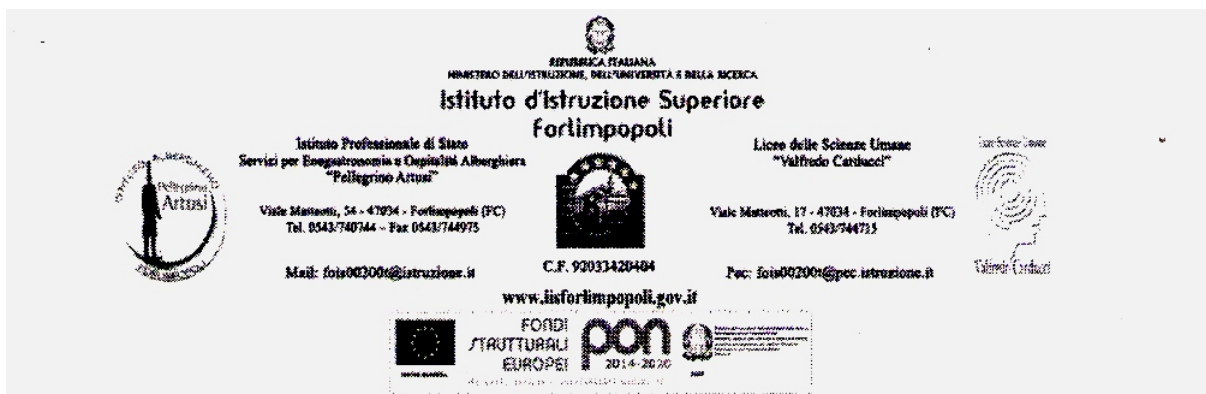 REPUBBLICA ITALIANA
MINISTERO DELL'ISTRUZIONE, DELL'UNIVERSITÀ E DELLA RICERCA
Istituto d'Istruzione Superiore
Forlimpopoli
Istituto Professionale di Stato
Servizi per Enogastronomia e Ospitalità Alberghiera
"Pellegrino Artusi"
Viale Matteotti, 54 - 47034 - Forlimpopoli (FC)
Tel. 0543/740744 - Fax 0543/744975
Mail: fois00200t@istruzione.it
Pellegrino
Artusi
C.F. 92033420404
Liceo delle Scienze Umane
"Valfredo Carducci"
Viale Matteotti, 17 - 47034 - Forlimpopoli (FC)
Tel. 0543/744715
Pec: fois00200t@pec.istruzione.it
Valfredo Carducci
www.iisforlimpopoli.gov.it
FONDI
STRUTTURALI
EUROPEI
pon
2014-2020